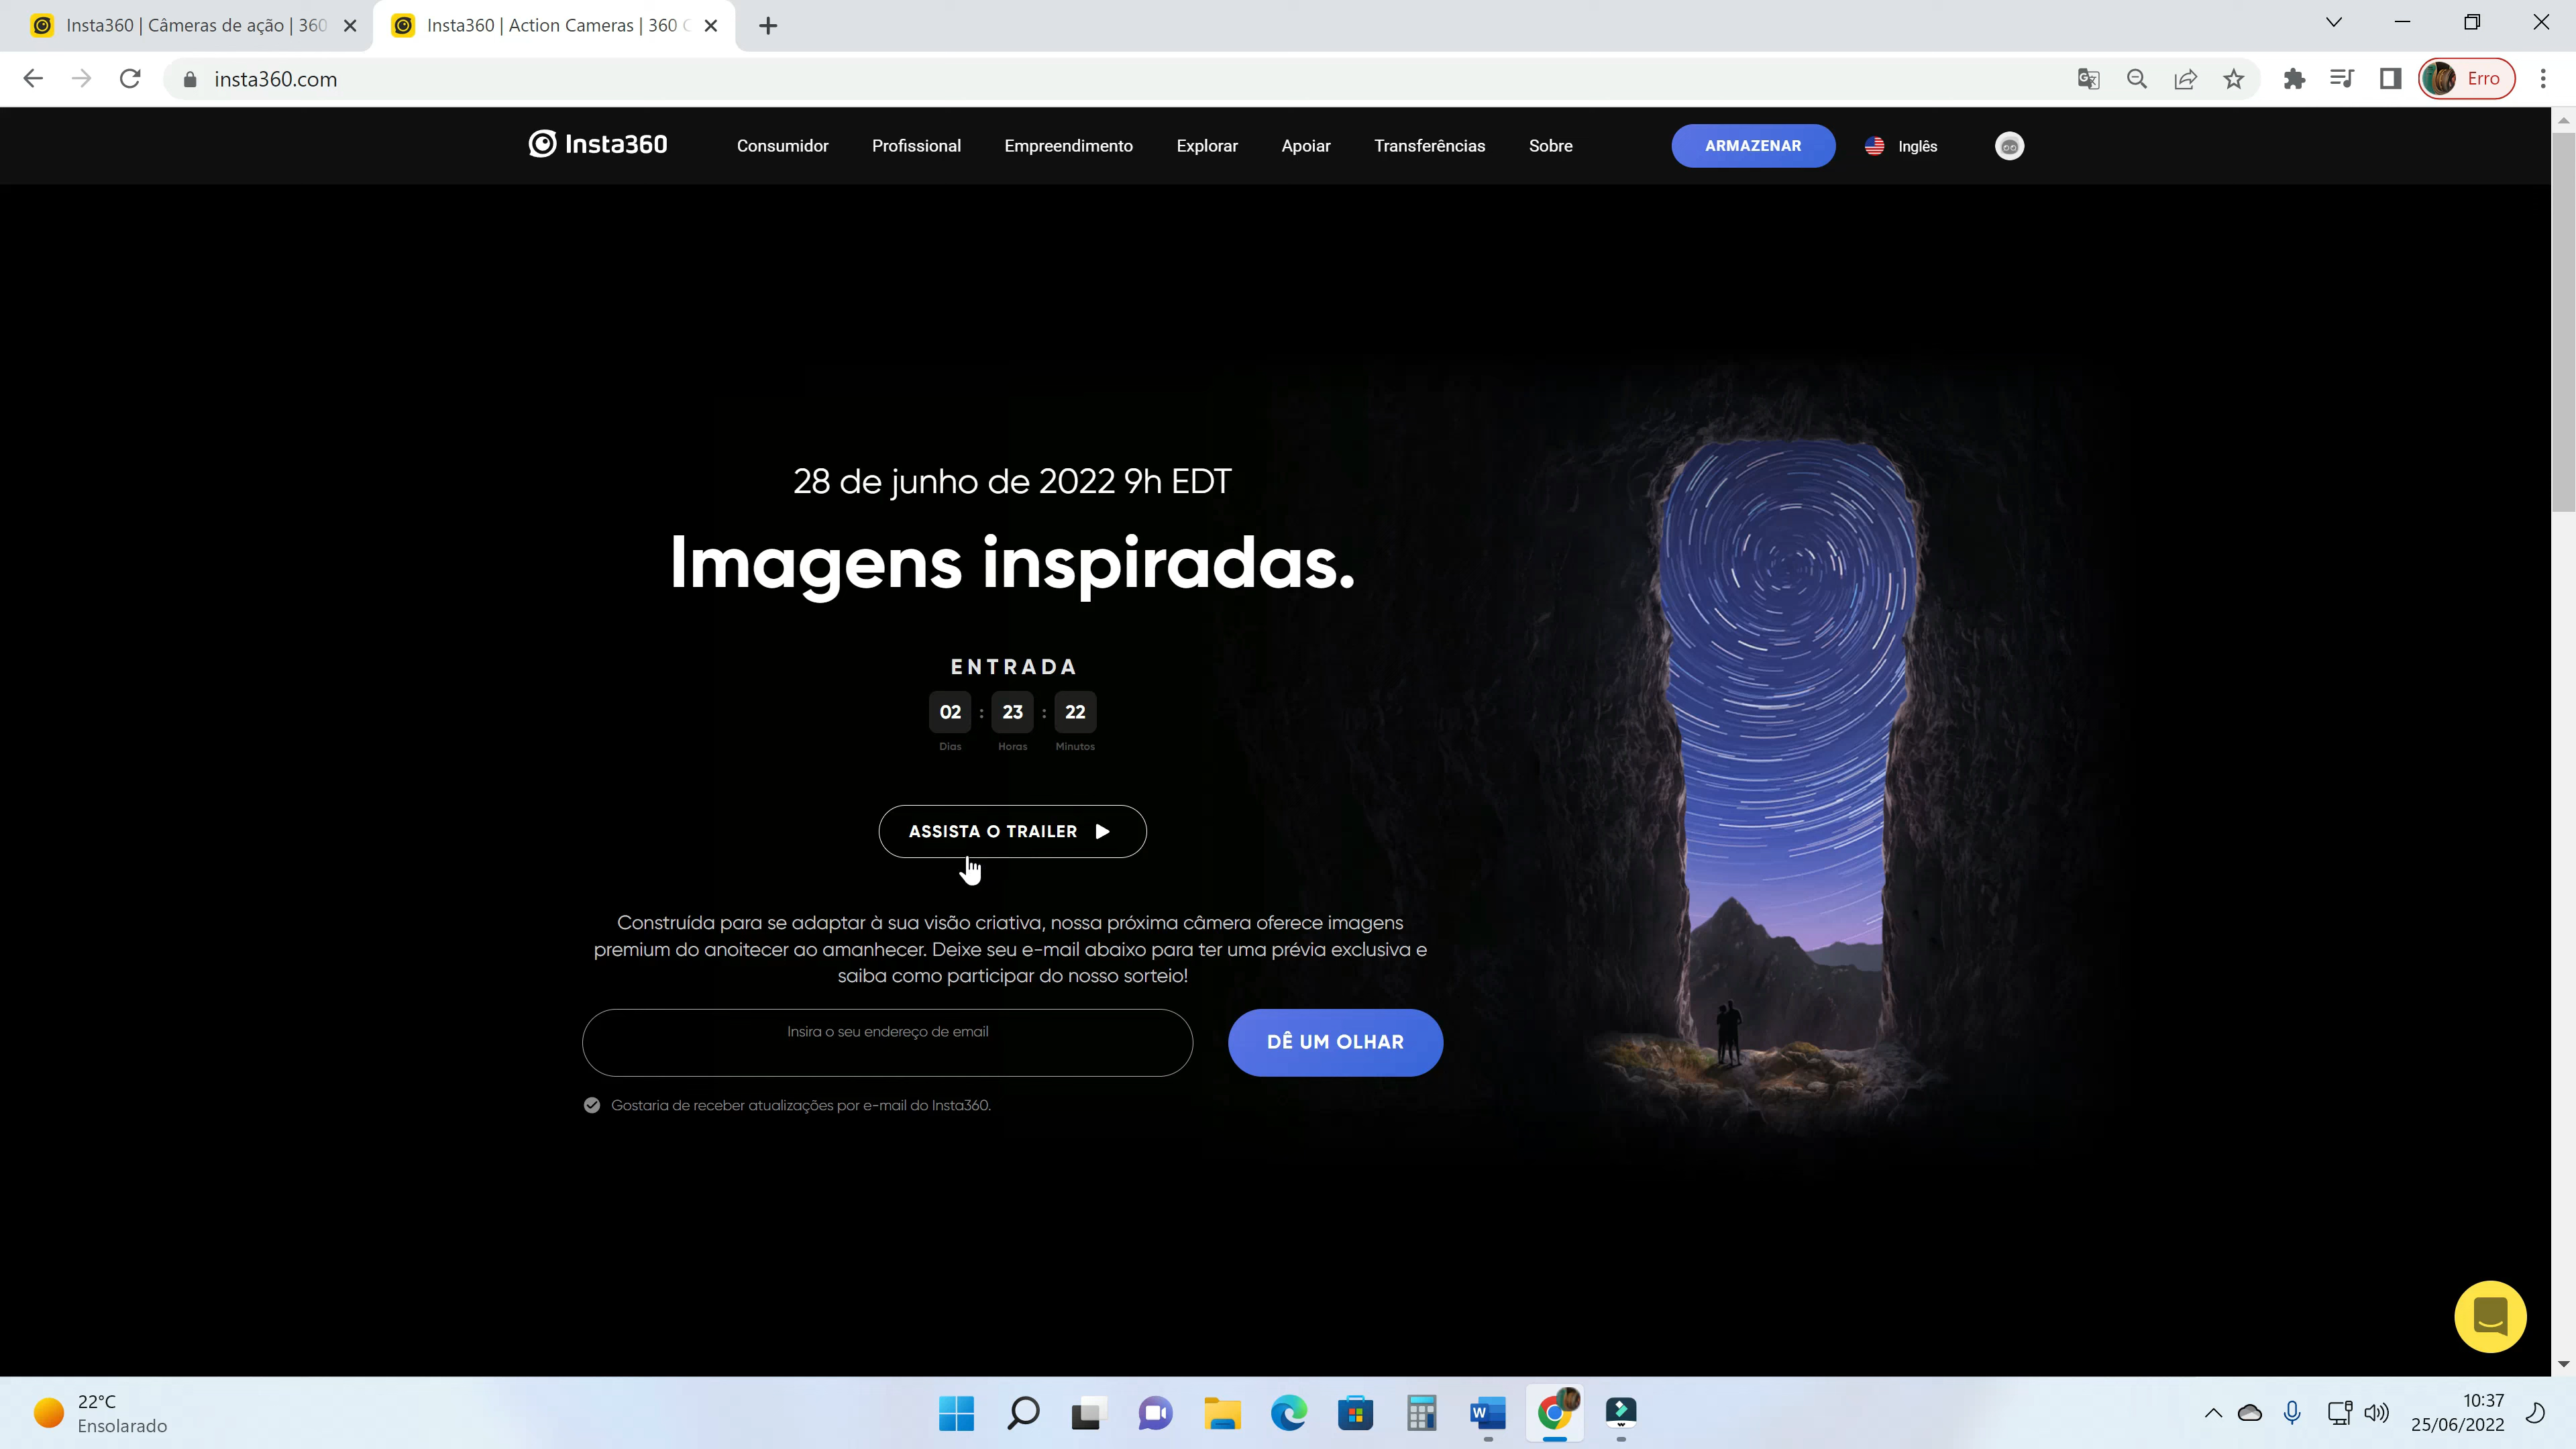 Insta360 | Câmeras de ação | 360
Insta360 | Action Cameras | 360 C
insta360.com
Erro
Insta360
Consumidor
Profissional
Empreendimento
Explorar
Apoiar
Transferências
Sobre
ARMAZENAR
Inglês
28 de junho de 2022 9h EDT
Imagens inspiradas.
ENTRADA
02 : 23 : 22
Dias Horas Minutos
ASSISTA O TRAILER
Construída para se adaptar à sua visão criativa, nossa próxima câmera oferece imagens
premium do anoitecer ao amanhecer. Deixe seu e-mail abaixo para ter uma prévia exclusiva e
saiba como participar do nosso sorteio!
Insira o seu endereço de email
DÊ UM OLHAR
Gostaria de receber atualizações por e-mail do Insta360.
22°C
Ensolarado
10:37
25/06/2022